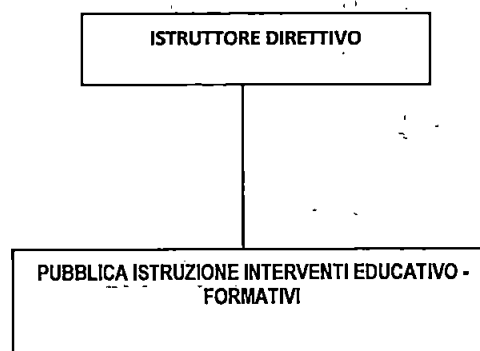 ISTRUTTORE DIRETTIVO
PUBBLICA ISTRUZIONE INTERVENTI EDUCATIVO -
FORMATIVI